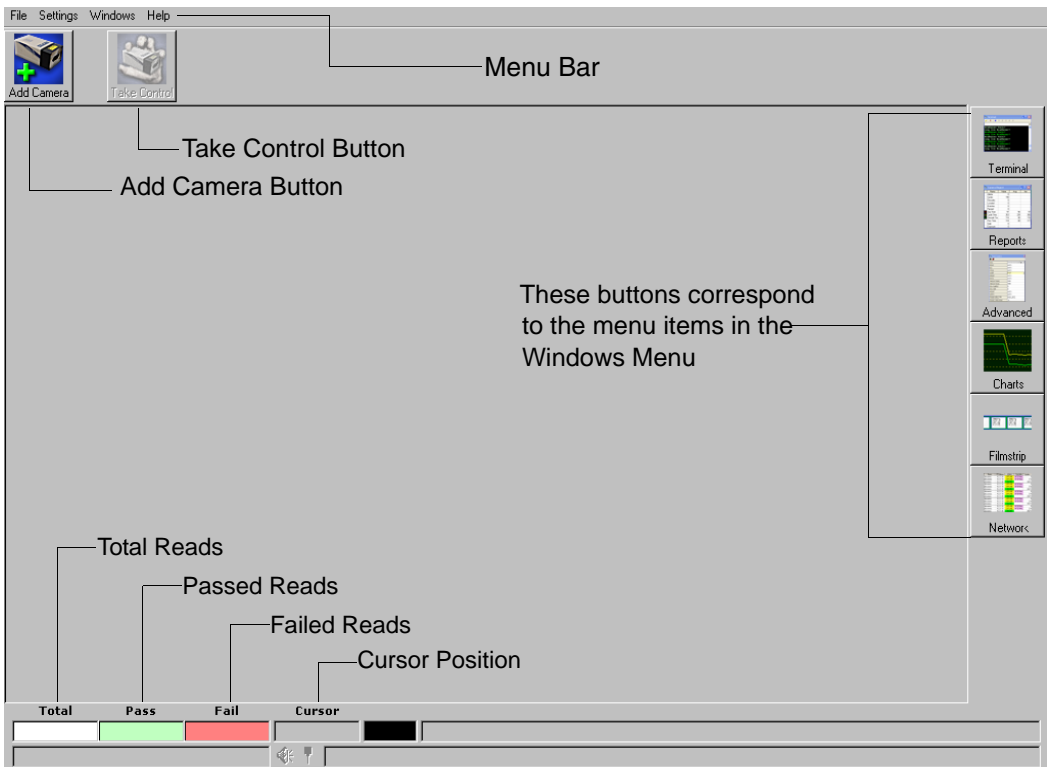 File Settings Windows Help
Menu Bar
Add Camera
Take Control
Take Control Button
Add Camera Button
Terminal
Reports
Advanced
Charts
Filmstrip
Network
These buttons correspond
to the menu items in the
Windows Menu
Total Reads
Passed Reads
Failed Reads
Cursor Position
Total Pass Fail Cursor